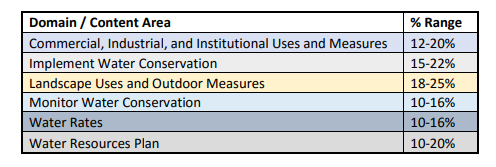 Domain / Content Area % Range
Commercial, Industrial, and Institutional Uses and Measures 12-20%
Implement Water Conservation 15-22%
Landscape Uses and Outdoor Measures 18-25%
Monitor Water Conservation 10-16%
Water Rates 10-16%
Water Resources Plan 10-20%